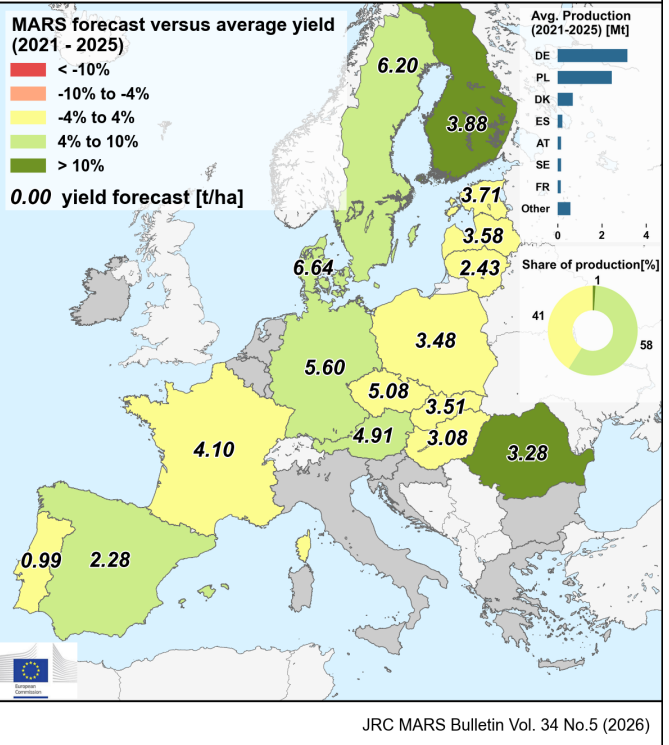 MARS forecast versus average yield
(2021 - 2025)
< -10%
-10% to -4%
-4% to 4%
4% to 10%
> 10%
0.00 yield forecast [t/ha]
Avg. Production
(2021-2025) [Mt]
DE
PL
DK
ES
AT
SE
FR
Other
0 2 4
Share of production[%]
1
41
58
6.20
3.88
3.71
3.58
2.43
6.64
3.48
5.60
5.08
3.51
4.91
3.08
4.10
3.28
0.99
2.28
European
Commission
JRC MARS Bulletin Vol. 34 No.5 (2026)